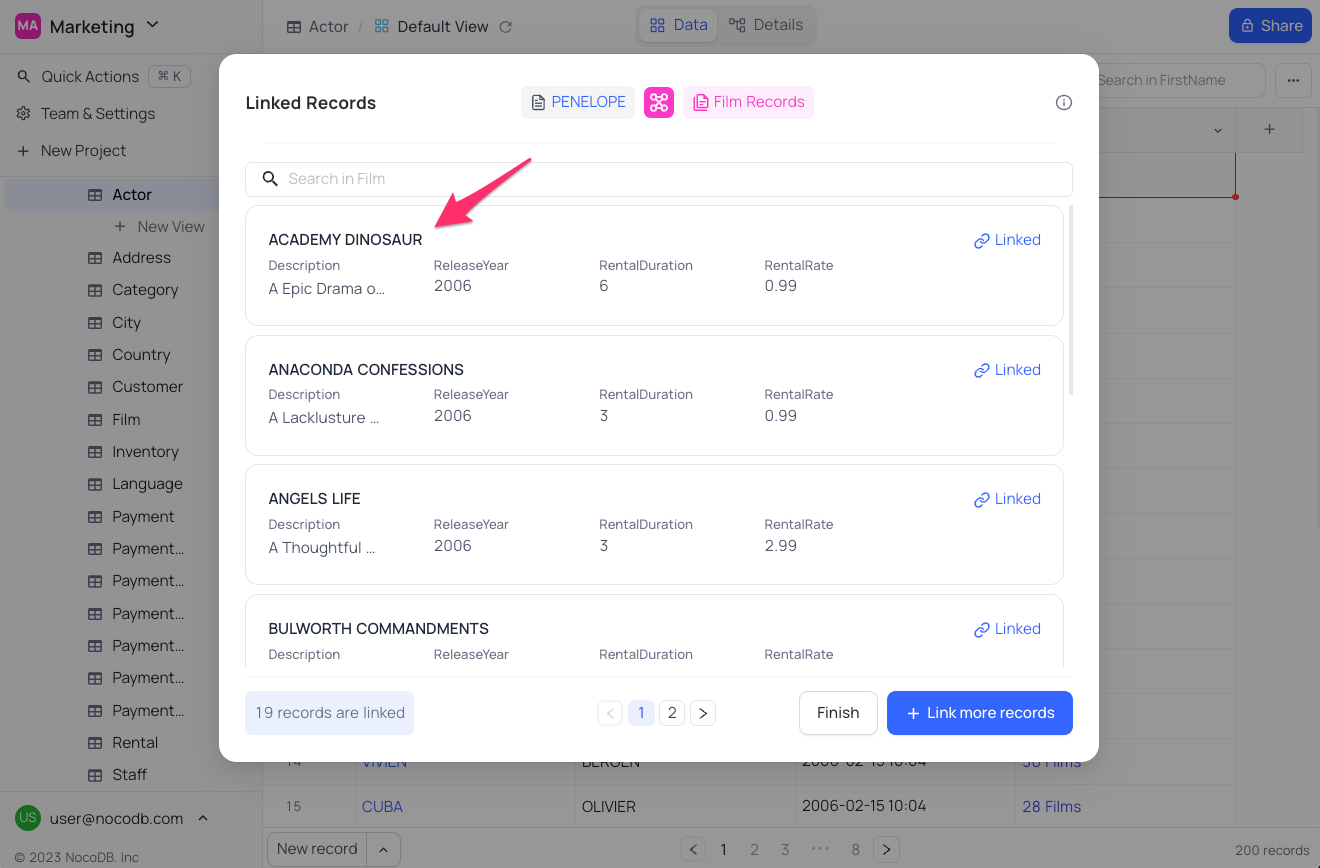 MA Marketing
Actor / Default View
Data Details
Share
Quick Actions ⌘ K
Team & Settings
+ New Project
Actor
+ New View
Address
Category
City
Country
Customer
Film
Inventory
Language
Payment
Payment...
Payment...
Payment...
Payment...
Payment...
Payment...
Rental
Staff
US user@nocodb.com
© 2023 NocoDB. Inc
Search in FirstName
Linked Records
PENELOPE Film Records
Search in Film
ACADEMY DINOSAUR Linked
Description ReleaseYear RentalDuration RentalRate
A Epic Drama o... 2006 6 0.99
ANACONDA CONFESSIONS Linked
Description ReleaseYear RentalDuration RentalRate
A Lacklusture ... 2006 3 0.99
ANGELS LIFE Linked
Description ReleaseYear RentalDuration RentalRate
A Thoughtful ... 2006 3 2.99
BULWORTH COMMANDMENTS Linked
Description ReleaseYear RentalDuration RentalRate
19 records are linked < 1 2 > Finish + Link more records
14 VIVIEN BERGEN 2006-02-15 10:04 30 Films
15 CUBA OLIVIER 2006-02-15 10:04 28 Films
New record < 1 2 3 ••• 8 > 200 records